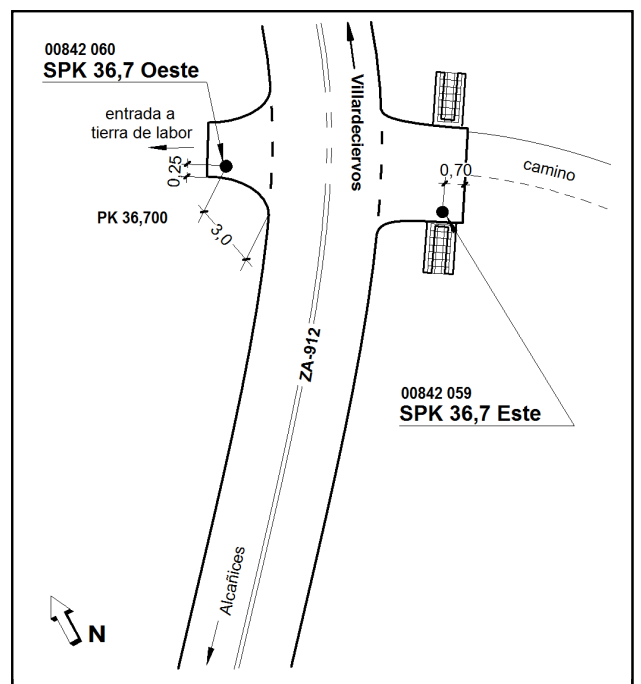 00842 060
SPK 36,7 Oeste
entrada a
tierra de labor
0,25
PK 36,700
3,0
Villardeciervos
camino
0,70
ZA-912
00842 059
SPK 36,7 Este
Alcañices
N